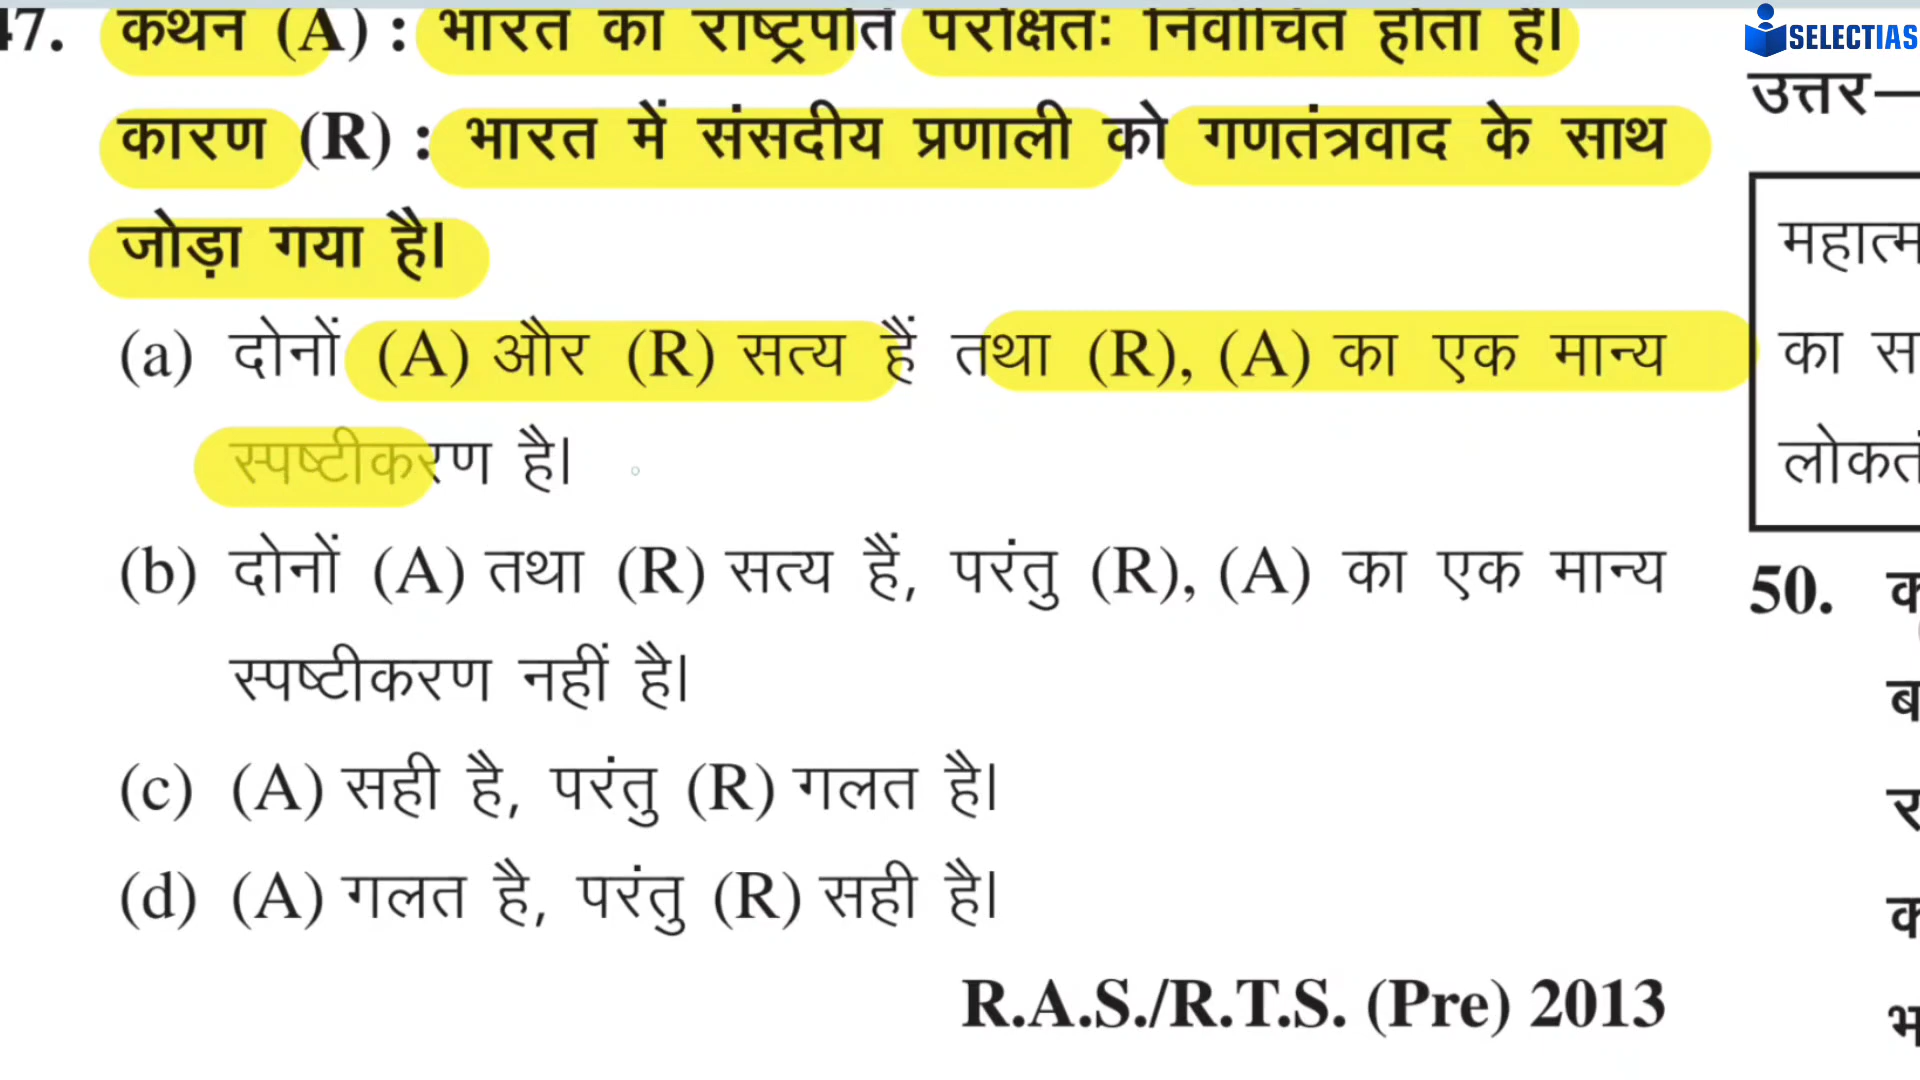 47. कथन (A) : भारत का राष्ट्रपति परोक्षतः निर्वाचित होता है।
कारण (R) : भारत में संसदीय प्रणाली को गणतंत्रवाद के साथ
जोड़ा गया है।
(a) दोनों (A) और (R) सत्य हैं तथा (R), (A) का एक मान्य
स्पष्टीकरण है।
(b) दोनों (A) तथा (R) सत्य हैं, परंतु (R), (A) का एक मान्य
स्पष्टीकरण नहीं है।
(c) (A) सही है, परंतु (R) गलत है।
(d) (A) गलत है, परंतु (R) सही है।
R.A.S./R.T.S. (Pre) 2013
SELECTIAS
उत्तर—
का
50.